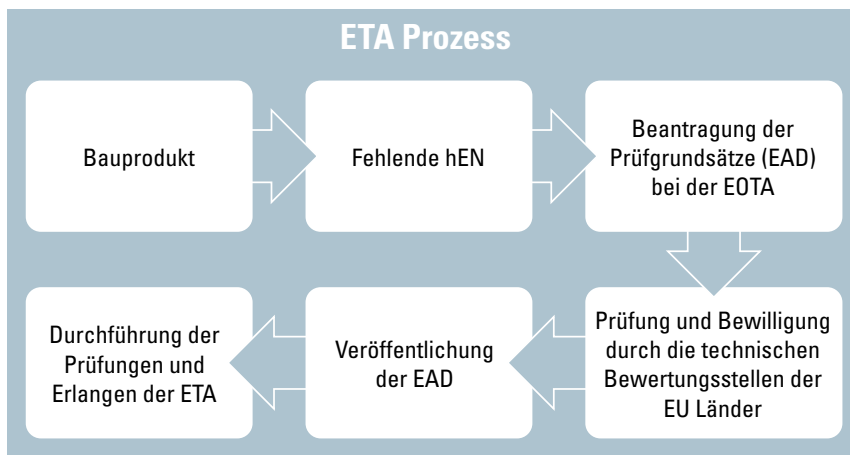 ETA Prozess
Bauprodukt
Fehlende hEN
Beantragung der
Prüfgrundsätze (EAD)
bei der EOTA
Prüfung und Bewilligung
durch die technischen
Bewertungsstellen der
EU Länder
Veröffentlichung
der EAD
Durchführung der
Prüfungen und
Erlangen der ETA